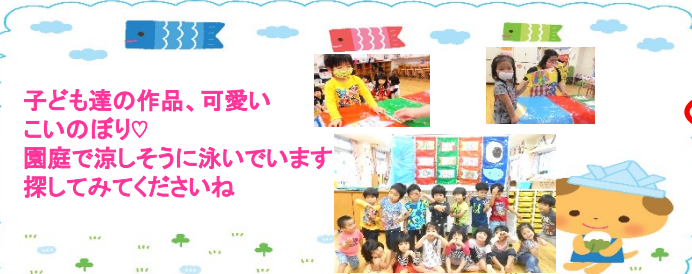 子ども達の作品、可愛い
こいのぼり♡
園庭で涼しそうに泳いでいます
探してみてくださいね